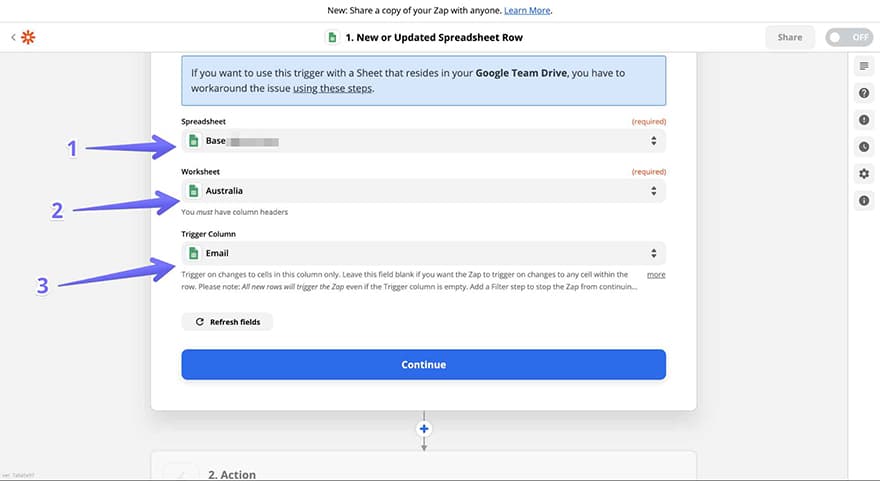 New: Share a copy of your Zap with anyone. Learn More.
1. New or Updated Spreadsheet Row
Share
OFF
If you want to use this trigger with a Sheet that resides in your Google Team Drive, you have to
workaround the issue using these steps.
Spreadsheet
(required)
1
Base
Worksheet
(required)
2
Australia
You must have column headers
Trigger Column
Email
3
Trigger on changes to cells in this column only. Leave this field blank if you want the Zap to trigger on changes to any cell within the
more
row. Please note: All new rows will trigger the Zap even if the Trigger column is empty. Add a Filter step to stop the Zap from continuin...
Refresh fields
Continue
2. Action